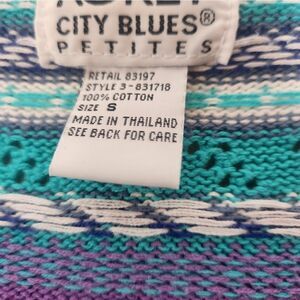 CITY BLUES®
PETITES
RETAIL 83197
STYLE 3-831718
100% COTTON
SIZE S
MADE IN THAILAND
SEE BACK FOR CARE